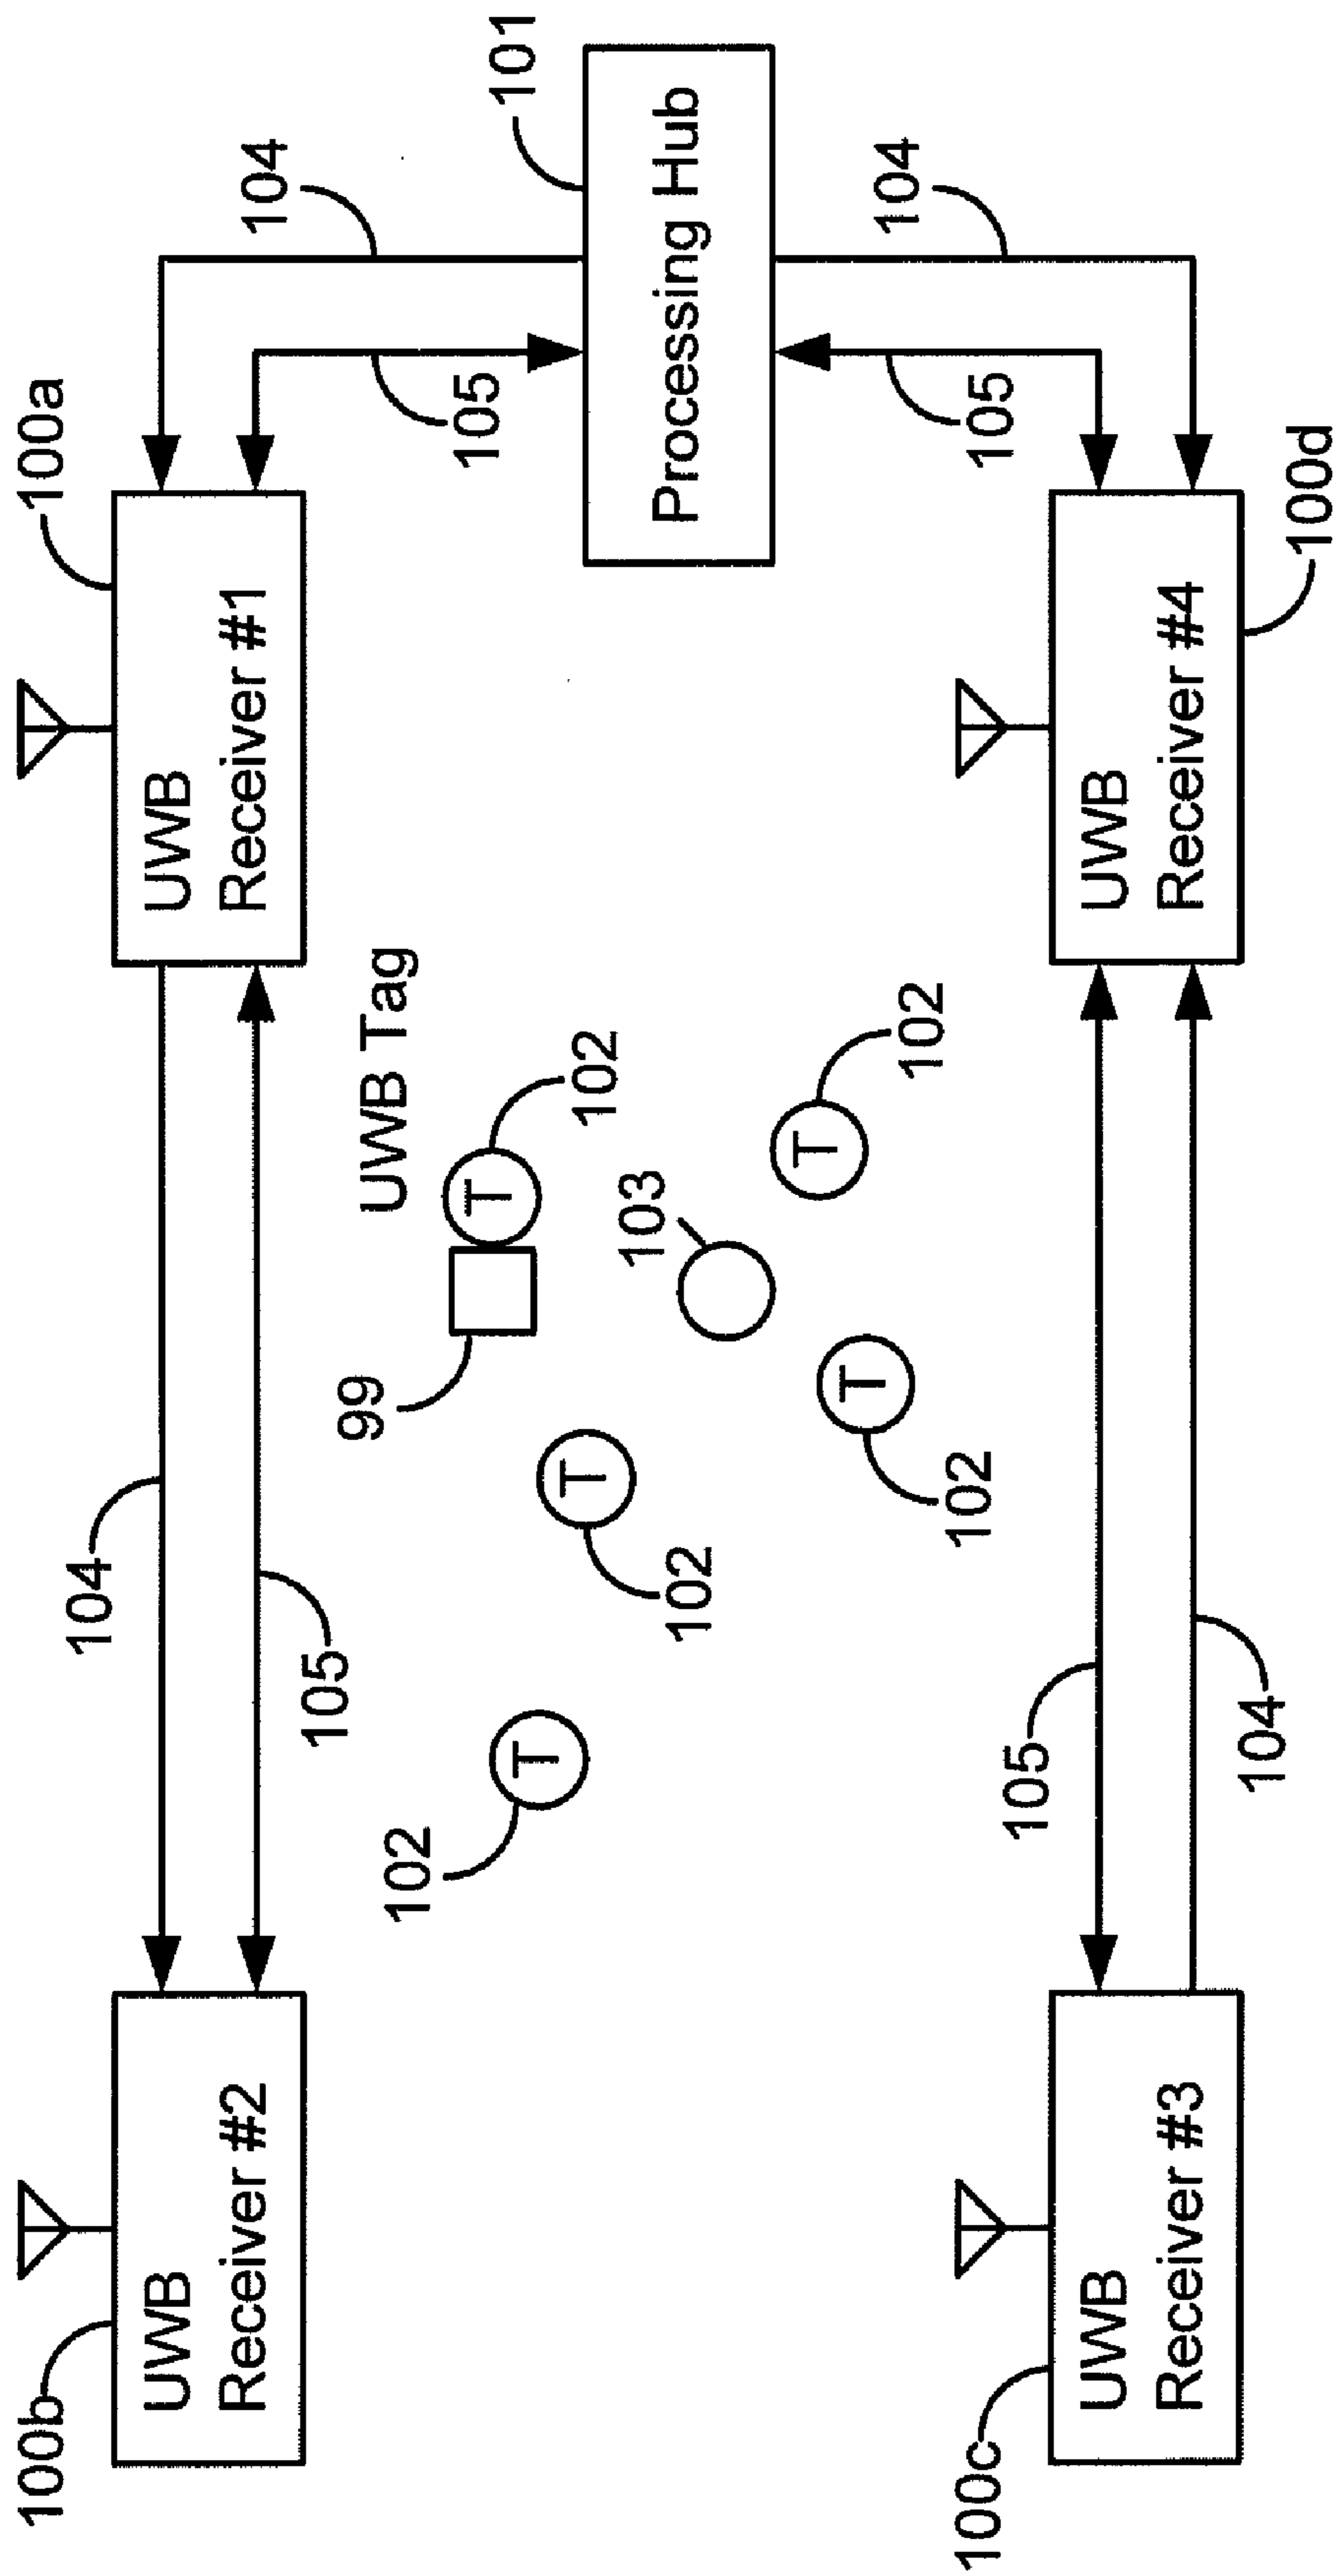 100b
UWB
Receiver #2
104
105
100a
UWB
Receiver #1
104
105
101
Processing Hub
105
104
UWB Tag
99
102
102
102
103
102
102
100c
UWB
Receiver #3
105
104
UWB
Receiver #4
100d